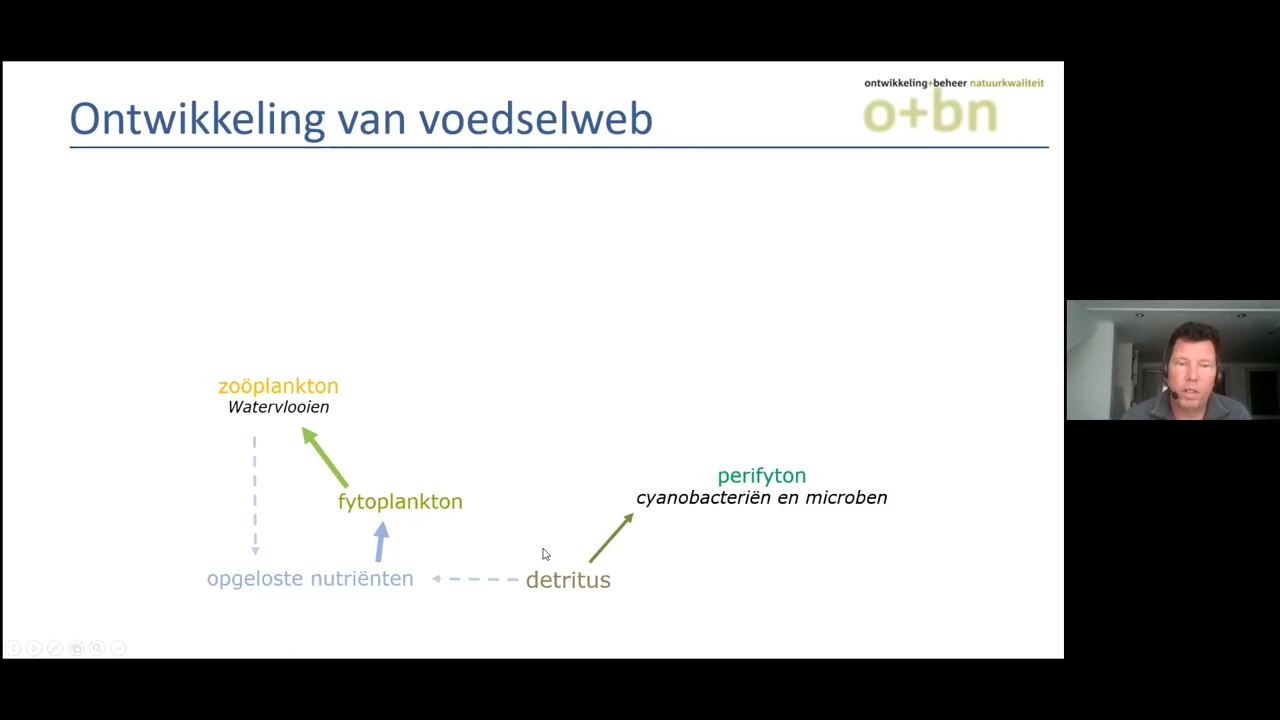 ontwikkeling+beheer natuurkwaliteit
o+bn
Ontwikkeling van voedselweb
zoöplankton
Watervlooien
perifyton
cyanobacteriën en microben
fytoplankton
opgeloste nutriënten
detritus